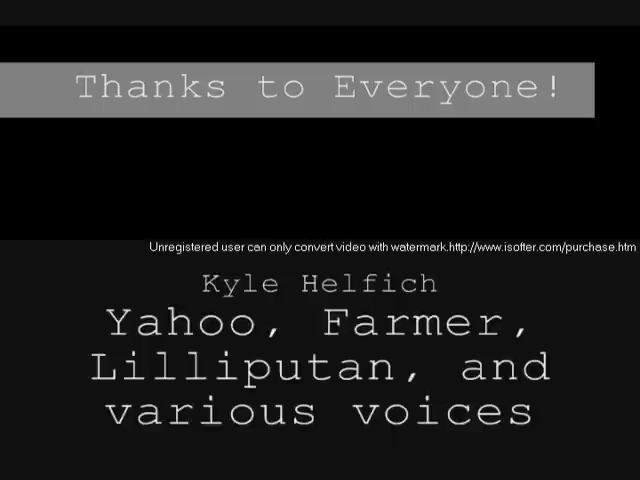 Thanks to Everyone!
Unregistered user can only convert video with watermark.http://www.isofter.com/purchase.htm
Kyle Helfich
Yahoo, Farmer,
Lilliputan, and
various voices